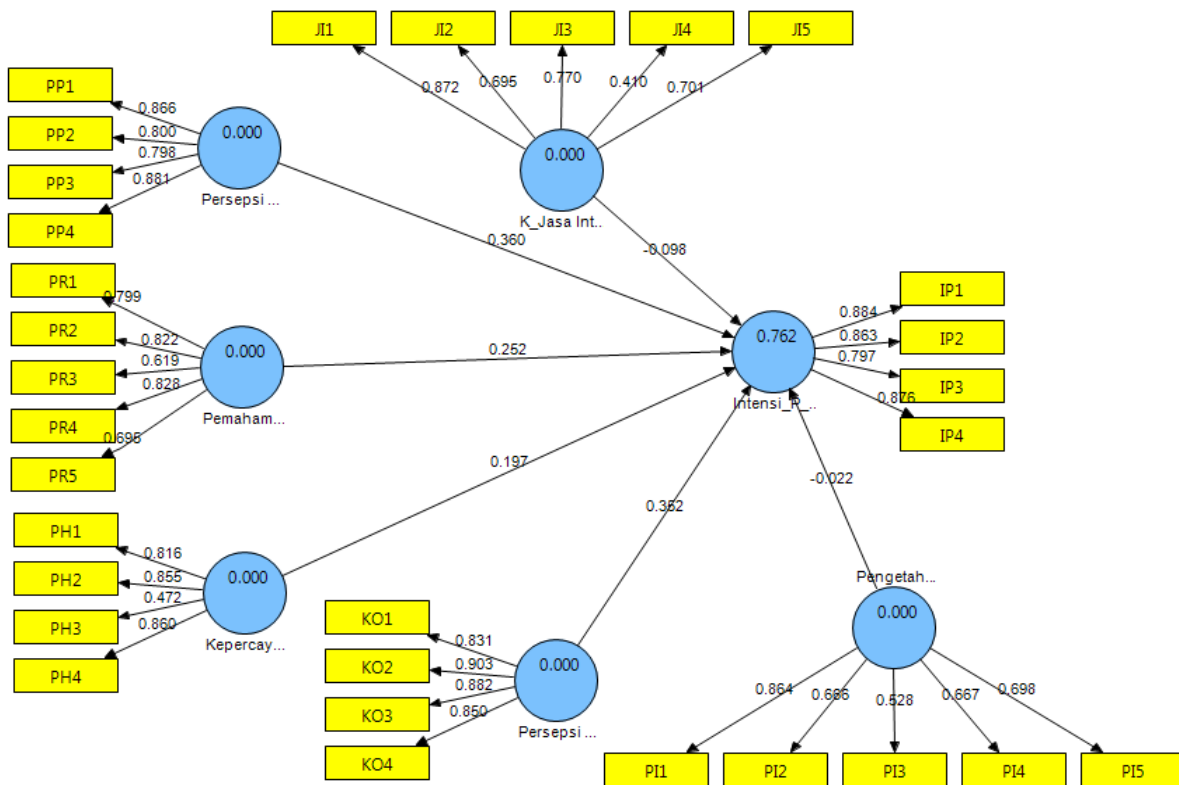 JI1 JI2 JI3 JI4 JI5
0.872 0.695 0.770 0.410 0.701
0.000
K_Jasa Int..
-0.098
PP1
PP2
PP3
PP4
0.866
0.800
0.798
0.881
0.000
Persepsi ...
0.360
PR1
PR2
PR3
PR4
PR5
0.799
0.822
0.619
0.828
0.695
0.000
Pemaham...
0.252
0.762
Intensi_P_..
0.884
0.863
0.797
0.876
IP1
IP2
IP3
IP4
PH1
PH2
PH3
PH4
0.816
0.855
0.472
0.860
0.000
Kepercay...
0.197
KO1
KO2
KO3
KO4
0.831
0.903
0.882
0.850
0.000
Persepsi ...
0.352
-0.022
Pengetah...
0.000
0.864 0.666 0.528 0.667 0.698
PI1 PI2 PI3 PI4 PI5